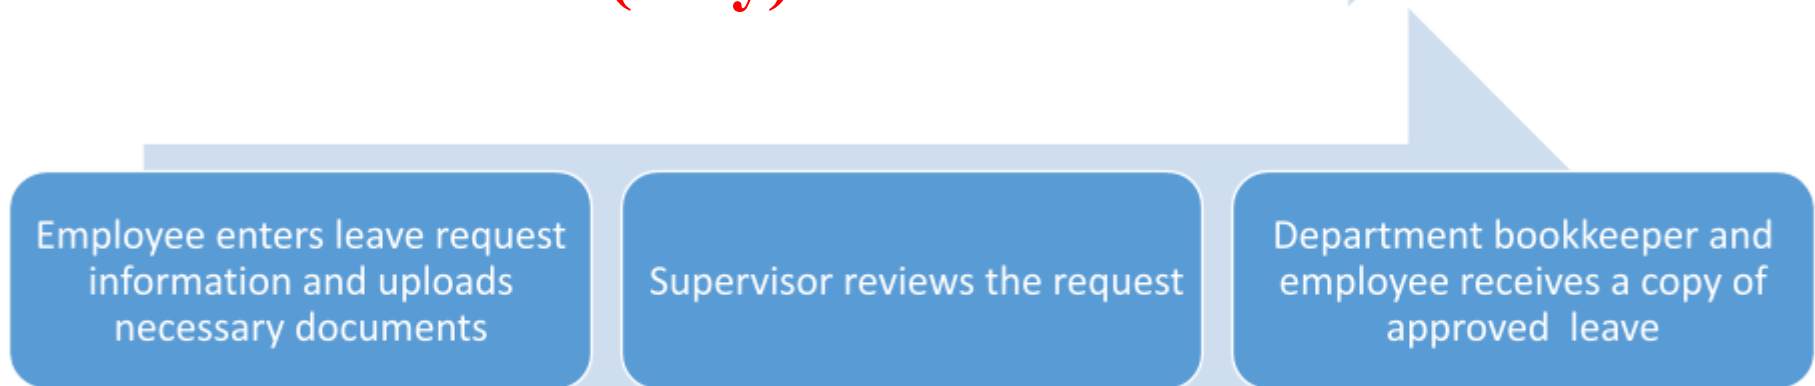 Employee enters leave request
information and uploads
necessary documents
Supervisor reviews the request
Department bookkeeper and
employee receives a copy of
approved  leave